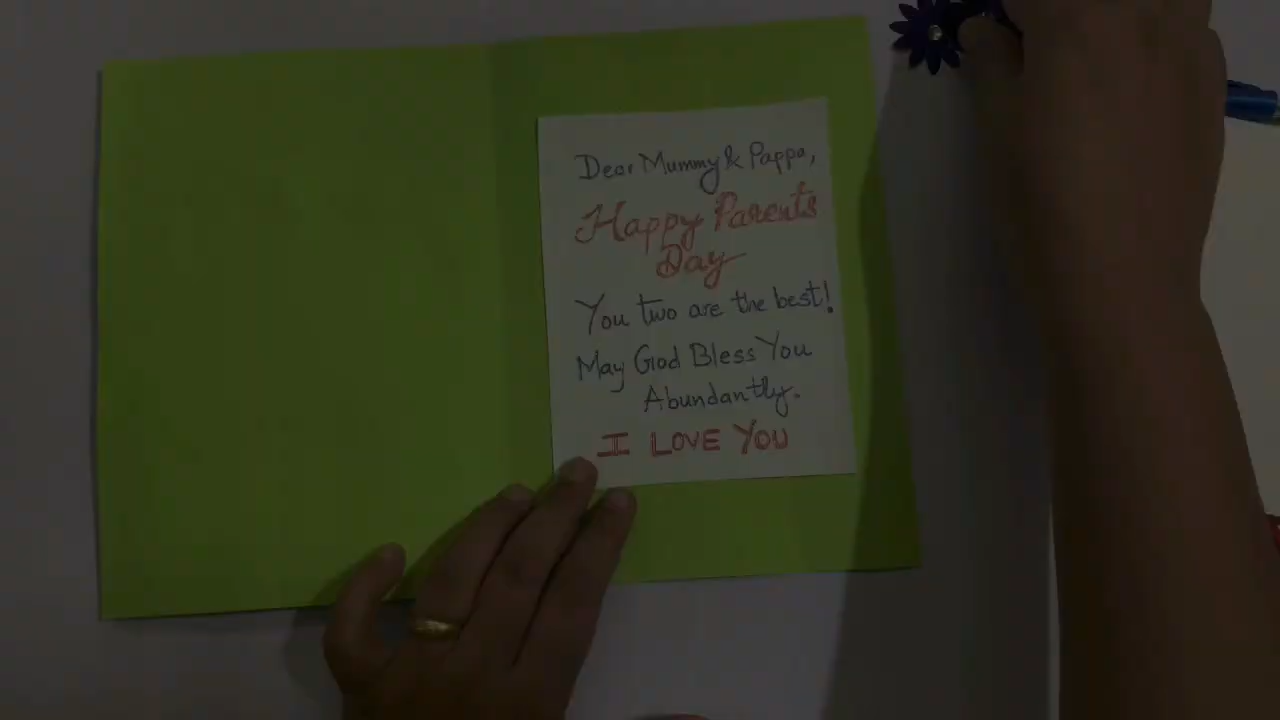 Dear Mummy & Pappa,
Happy Parents
Day
You two are the best!
May God Bless You
Abundantly.
I LOVE YOU